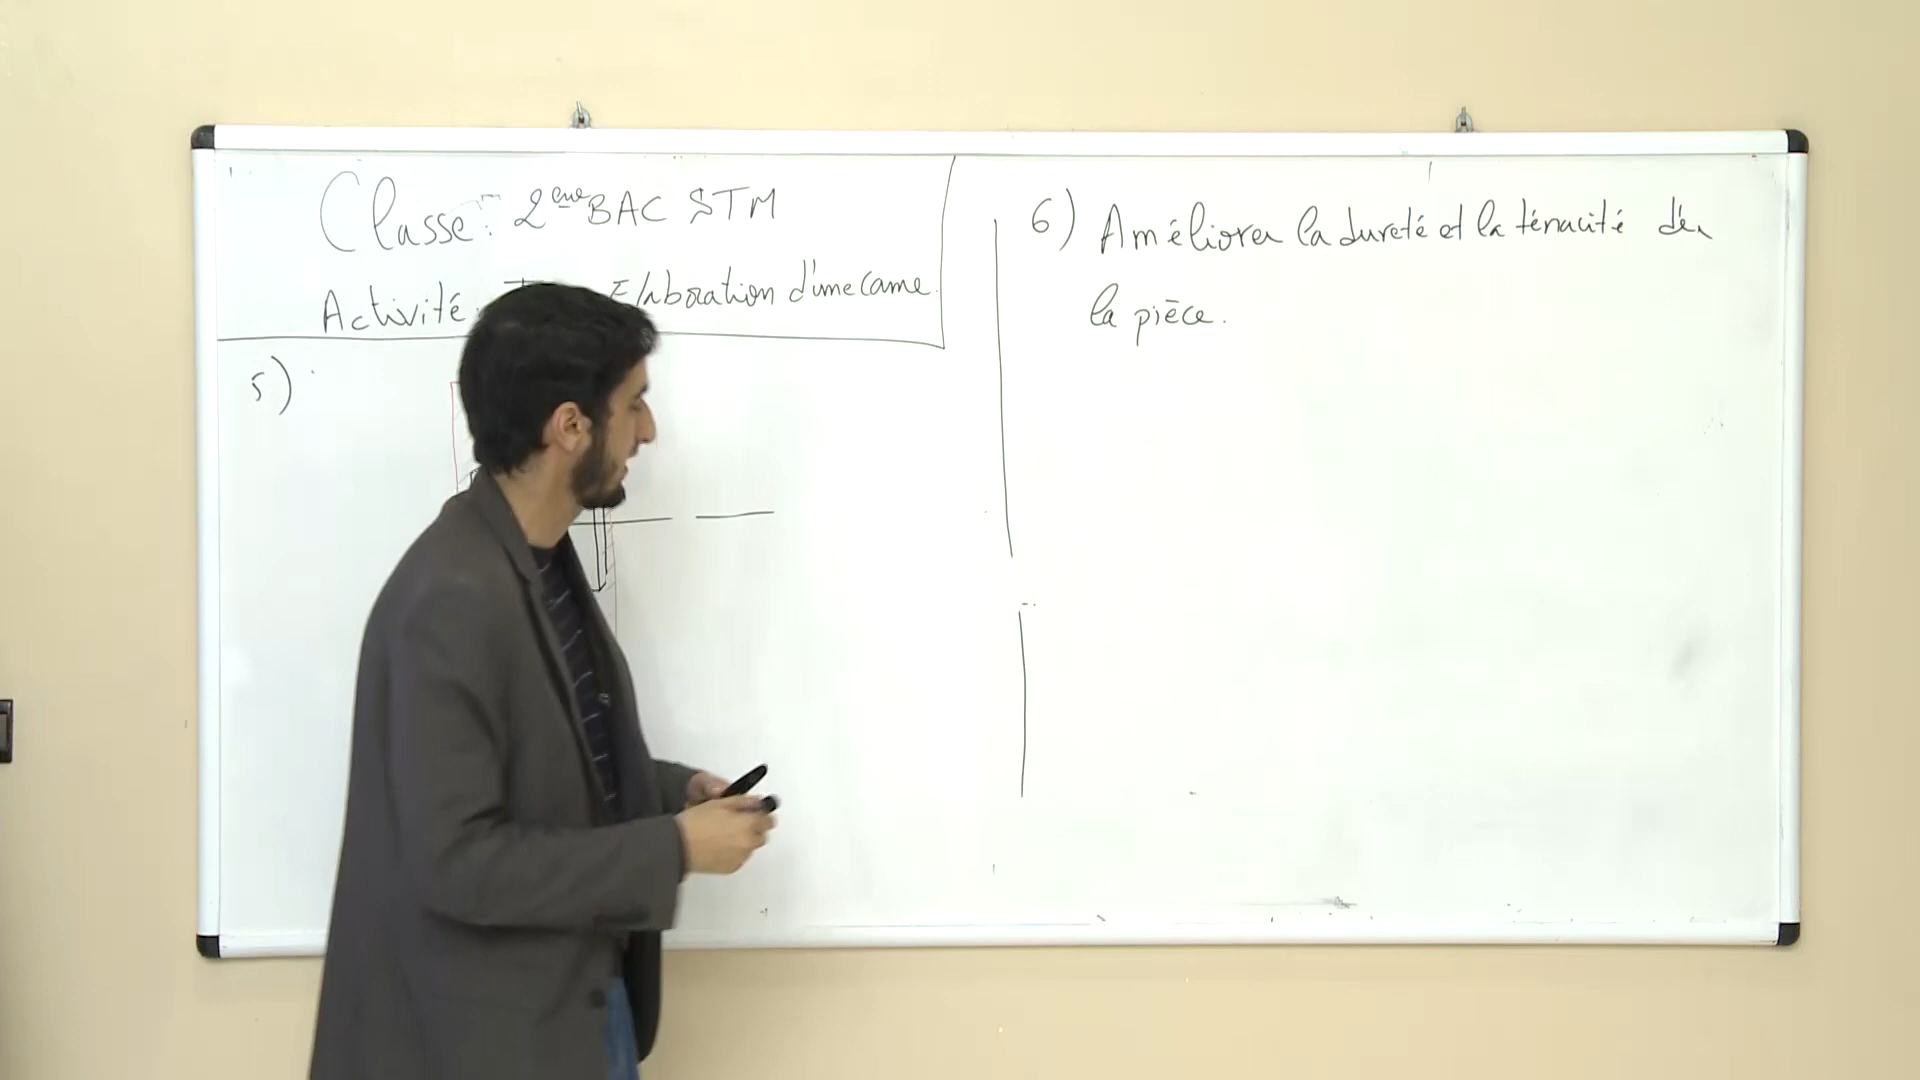 Classe : 2ème BAC STM
Activité : Elaboration d'une came.
5)
6) Améliorer la dureté et la ténacité de
la pièce.